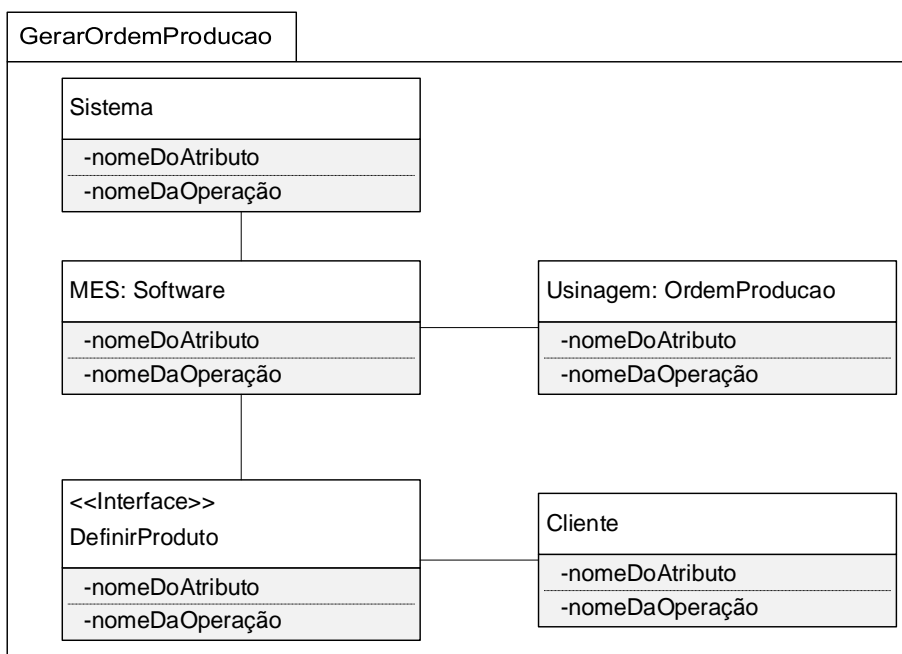 GerarOrdemProducao
Sistema
-nomeDoAtributo
-nomeDaOperação
MES: Software
-nomeDoAtributo
-nomeDaOperação
Usinagem: OrdemProducao
-nomeDoAtributo
-nomeDaOperação
<<Interface>>
DefinirProduto
-nomeDoAtributo
-nomeDaOperação
Cliente
-nomeDoAtributo
-nomeDaOperação